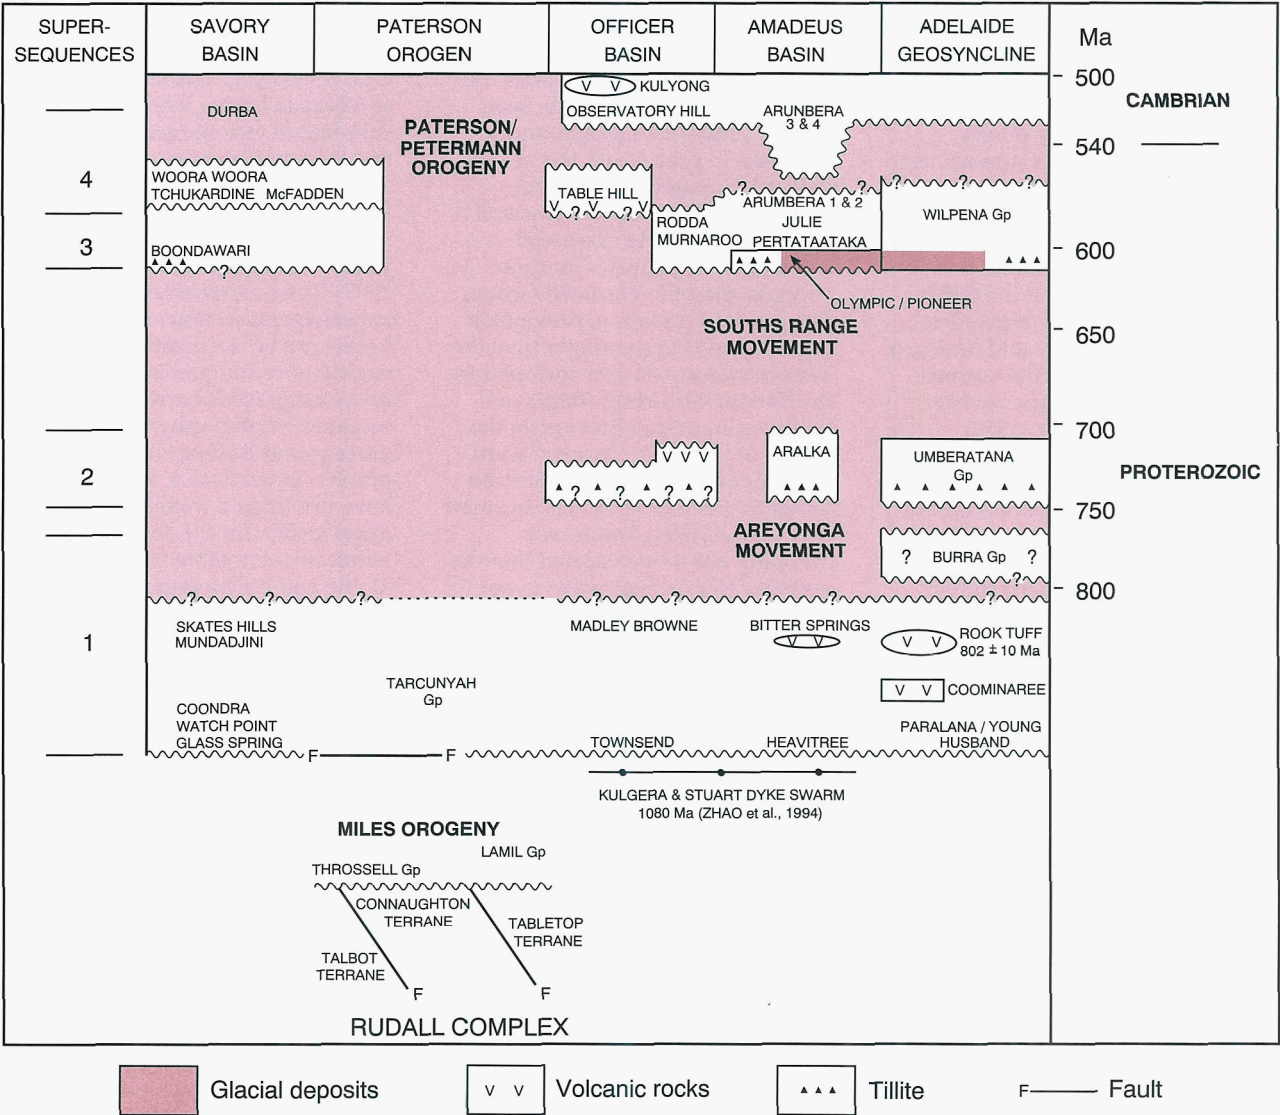 SUPER-
SEQUENCES
SAVORY
BASIN
PATERSON
OROGEN
OFFICER
BASIN
AMADEUS
BASIN
ADELAIDE
GEOSYNCLINE
Ma
500
CAMBRIAN
540
600
650
700
PROTEROZOIC
750
800
4
3
2
1
DURBA
PATERSON/
PETERMANN
OROGENY
V V KULYONG
OBSERVATORY HILL
ARUNBERA
3 & 4
WOORA WOORA
TCHUKARDINE McFADDEN
TABLE HILL
V ? V ? V
? ?
ARUMBERA 1 & 2
JULIE
PERTATAATAKA
? ? ?
WILPENA Gp
RODDA
MURNAROO
BOONDAWARI
?
OLYMPIC / PIONEER
SOUTHS RANGE
MOVEMENT
V V V
? ? ? ?
ARALKA
UMBERATANA
Gp
AREYONGA
MOVEMENT
? BURRA Gp ?
?
? ? ? ? ? ? ? ?
SKATES HILLS
MUNDADJINI
MADLEY BROWNE
BITTER SPRINGS
V V
V V
ROOK TUFF
802 ± 10 Ma
TARCUNYAH
Gp
V V COOMINAREE
COONDRA
WATCH POINT
GLASS SPRING
F F
TOWNSEND
HEAVITREE
PARALANA / YOUNG
HUSBAND
KULGERA & STUART DYKE SWARM
1080 Ma (ZHAO et al., 1994)
MILES OROGENY
LAMIL Gp
THROSSELL Gp
CONNAUGHTON
TERRANE
TABLETOP
TERRANE
TALBOT
TERRANE
F F
RUDALL COMPLEX
Glacial deposits
V V Volcanic rocks
Tillite
F Fault